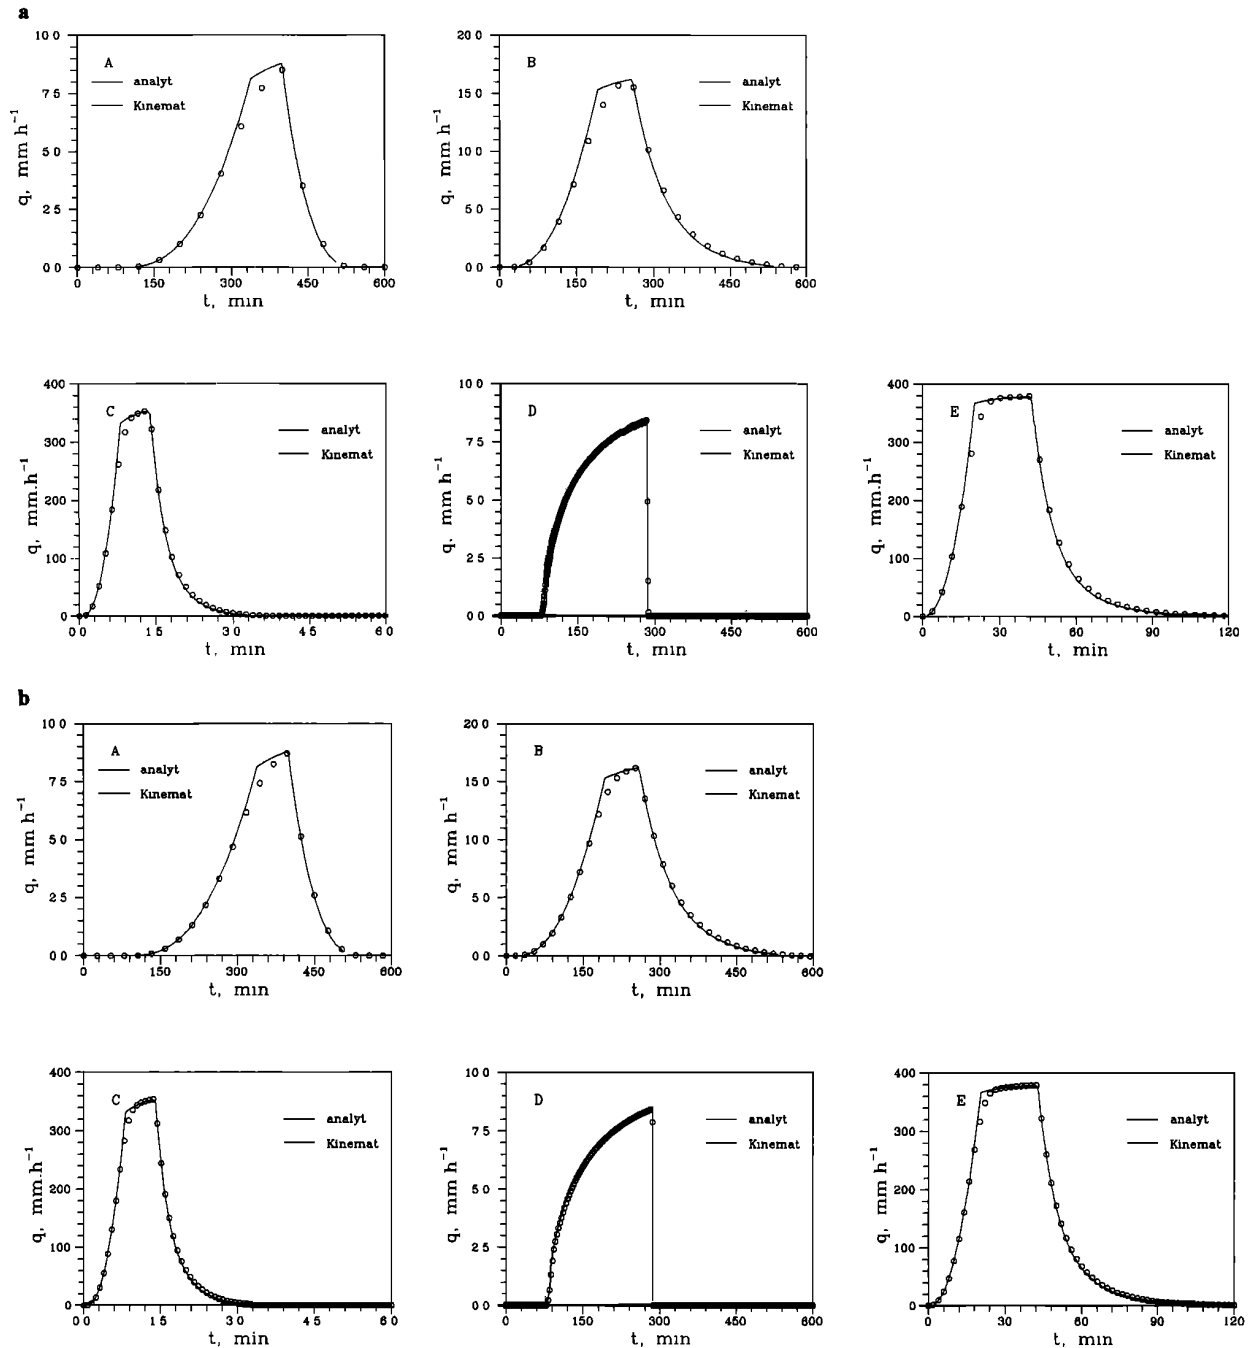 a
A
analyt
Kinemat
10 0
7 5
5 0
2 5
0 0
q, mm h⁻¹
0 150 300 450 600
t, min
B
analyt
Kinemat
20 0
15 0
10 0
5 0
0 0
q, mm h⁻¹
0 150 300 450 600
t, min
C
analyt
Kinemat
400
300
200
100
0
q, mm.h⁻¹
0 0 1 5 3 0 4 5 6 0
t, min
D
analyt
Kinemat
10 0
7 5
5 0
2 5
0 0
q, mm h⁻¹
0 150 300 450 600
t, min
E
analyt
Kinemat
400
300
200
100
0
q, mm.h⁻¹
0 30 60 90 120
t, min
b
A
analyt
Kinemat
10 0
7 5
5 0
2 5
0 0
q, mm h⁻¹
0 150 300 450 600
t, min
B
analyt
Kinemat
20 0
15 0
10 0
5 0
0 0
q, mm h⁻¹
0 150 300 450 600
t, min
C
analyt
Kinemat
400
300
200
100
0
q, mm.h⁻¹
0 0 1 5 3 0 4 5 6 0
t, min
D
analyt
Kinemat
10 0
7 5
5 0
2 5
0 0
q, mm h⁻¹
0 150 300 450 600
t, min
E
analyt
Kinemat
400
300
200
100
0
q, mm.h⁻¹
0 30 60 90 120
t, min